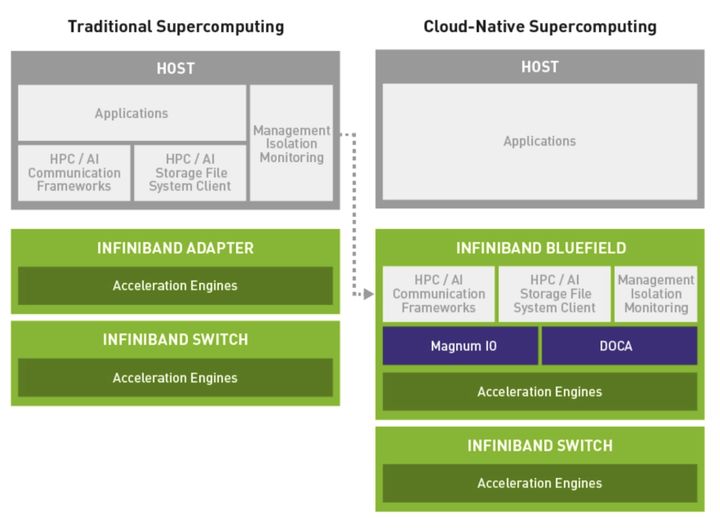 Traditional Supercomputing
HOST
Applications
HPC / AI
Communication
Frameworks
HPC / AI
Storage File
System Client
Management
Isolation
Monitoring
INFINIBAND ADAPTER
Acceleration Engines
INFINIBAND SWITCH
Acceleration Engines
Cloud-Native Supercomputing
HOST
Applications
INFINIBAND BLUEFIELD
HPC / AI
Communication
Frameworks
HPC / AI
Storage File
System Client
Management
Isolation
Monitoring
Magnum IO
DOCA
Acceleration Engines
INFINIBAND SWITCH
Acceleration Engines